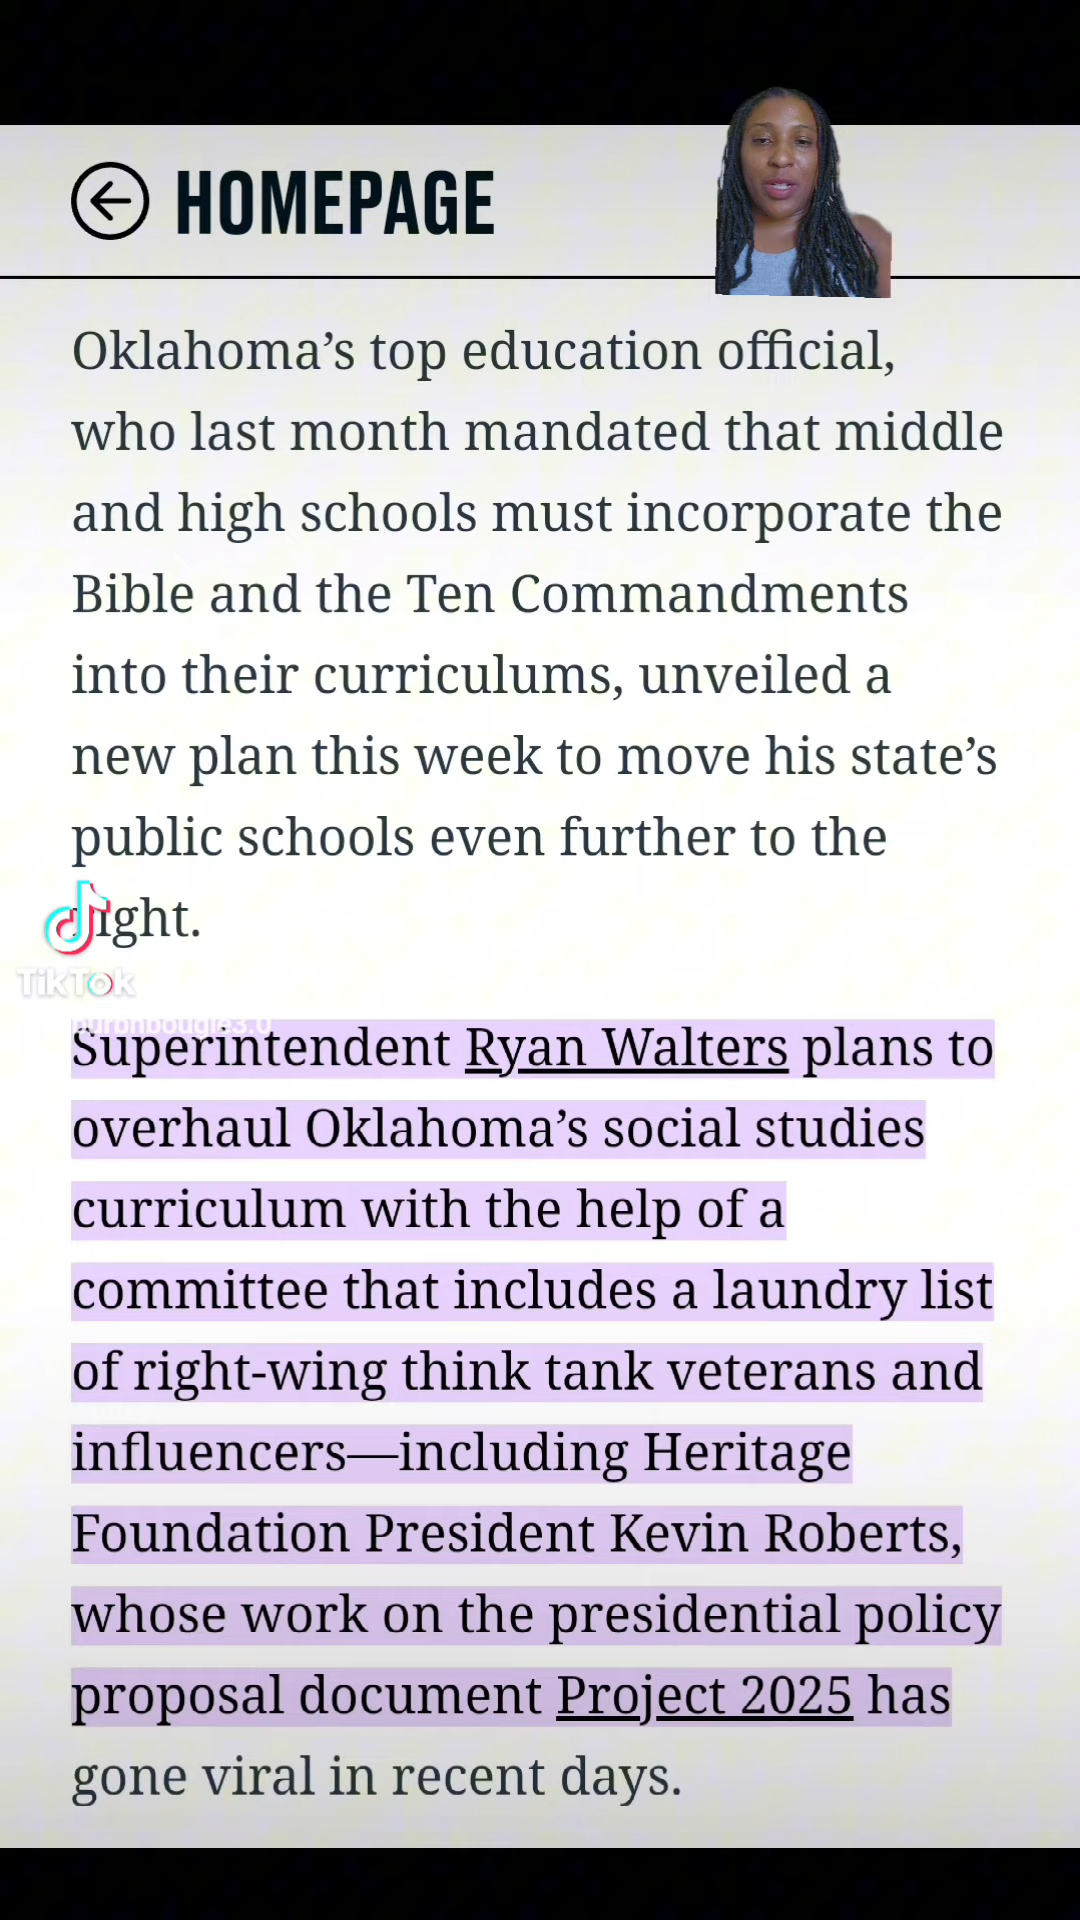 HOMEPAGE
Oklahoma’s top education official,
who last month mandated that middle
and high schools must incorporate the
Bible and the Ten Commandments
into their curriculums, unveiled a
new plan this week to move his state’s
public schools even further to the
right.
TikTok
Superintendent Ryan Walters plans to
overhaul Oklahoma’s social studies
curriculum with the help of a
committee that includes a laundry list
of right-wing think tank veterans and
influencers—including Heritage
Foundation President Kevin Roberts,
whose work on the presidential policy
proposal document Project 2025 has
gone viral in recent days.